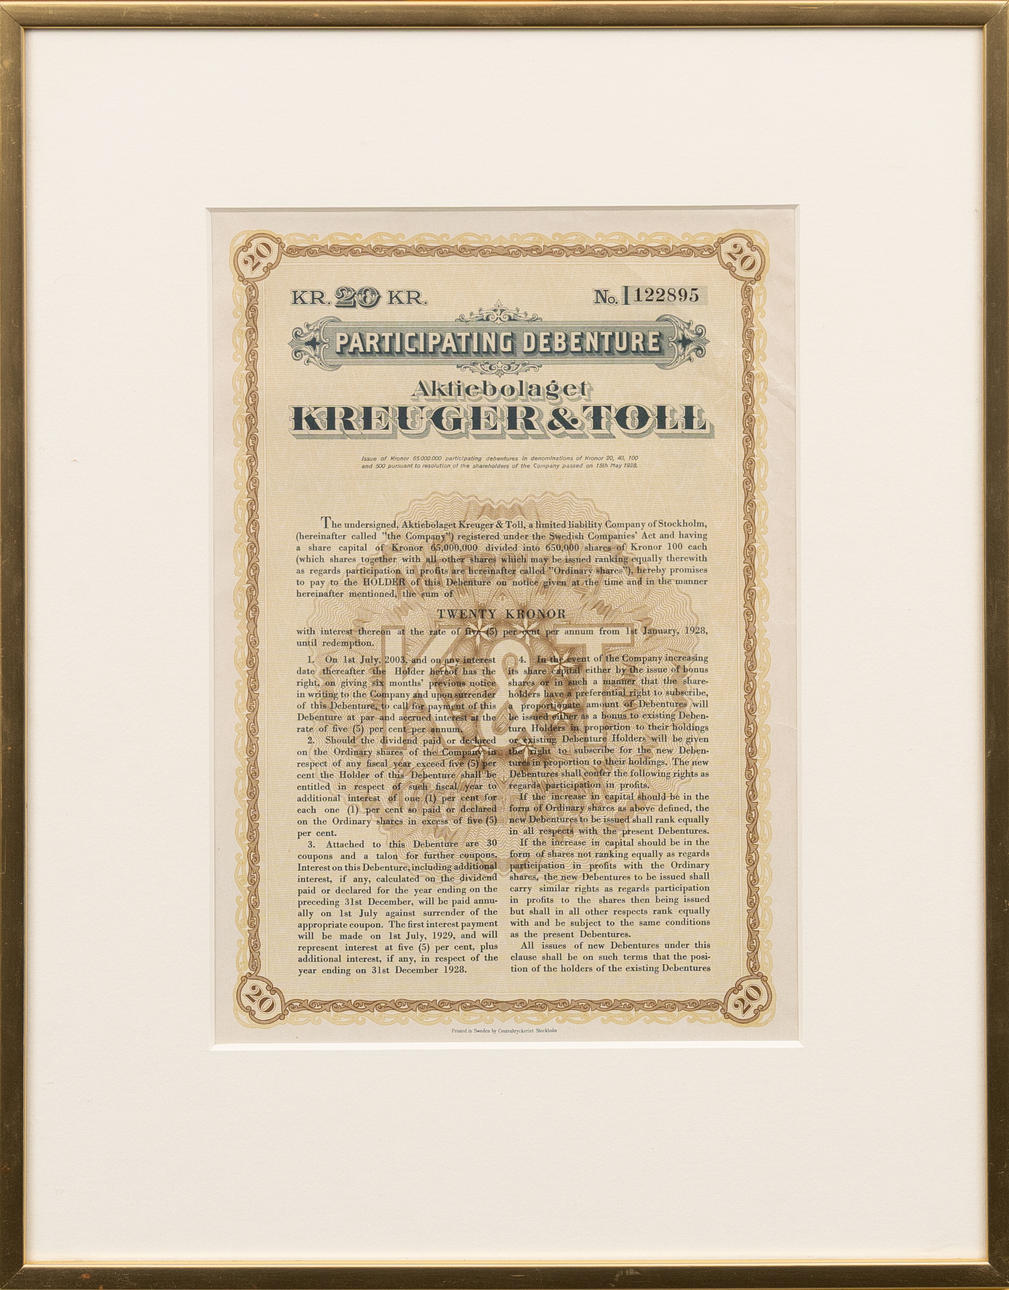 20
20
KR. 20 KR.
No. I 122895
PARTICIPATING DEBENTURE
Aktiebolaget
KREUGER & TOLL
Issue of Kronor 65.000.000 participating debentures in denominations of Kronor 20, 40, 100
and 500 pursuant to resolution of the shareholders of the Company passed on 15th May 1928.
The undersigned, Aktiebolaget Kreuger & Toll, a limited liability Company of Stockholm,
(hereinafter called "the Company") registered under the Swedish Companies' Act and having
a share capital of Kronor 65,000,000 divided into 650,000 shares of Kronor 100 each
(which shares together with all other shares which may be issued ranking equally therewith
as regards participation in profits are hereinafter called "Ordinary shares"), hereby promises
to pay to the HOLDER of this Debenture on notice given at the time and in the manner
hereinafter mentioned, the sum of
TWENTY KRONOR
with interest thereon at the rate of five (5) per cent per annum from 1st January, 1928,
until redemption.
1. On 1st July, 2003, and on any interest
date thereafter the Holder hereof has the
right, on giving six months' previous notice
in writing to the Company and upon surrender
of this Debenture, to call for payment of this
Debenture at par and accrued interest at the
rate of five (5) per cent per annum.
2. Should the dividend paid or declared
on the Ordinary shares of the Company in
respect of any fiscal year exceed five (5) per
cent the Holder of this Debenture shall be
entitled in respect of such fiscal year to
additional interest of one (1) per cent for
each one (1) per cent so paid or declared
on the Ordinary shares in excess of five (5)
per cent.
3. Attached to this Debenture are 30
coupons and a talon for further coupons.
Interest on this Debenture, including additional
interest, if any, calculated on the dividend
paid or declared for the year ending on the
preceding 31st December, will be paid annu-
ally on 1st July against surrender of the
appropriate coupon. The first interest payment
will be made on 1st July, 1929, and will
represent interest at five (5) per cent, plus
additional interest, if any, in respect of the
year ending on 31st December 1928.
4. In the event of the Company increasing
its share capital either by the issue of bonus
shares or in such a manner that the share-
holders have a preferential right to subscribe,
a proportionate amount of Debentures will
be issued either as a bonus to existing Deben-
ture Holders in proportion to their holdings
or existing Debenture Holders will be given
the right to subscribe for the new Deben-
tures in proportion to their holdings. The new
Debentures shall confer the following rights as
regards participation in profits.
If the increase in capital should be in the
form of Ordinary shares as above defined, the
new Debentures to be issued shall rank equally
in all respects with the present Debentures.
If the increase in capital should be in the
form of shares not ranking equally as regards
participation in profits with the Ordinary
shares, the new Debentures to be issued shall
carry similar rights as regards participation
in profits to the shares then being issued
but shall in all other respects rank equally
with and be subject to the same conditions
as the present Debentures.
All issues of new Debentures under this
clause shall be on such terms that the posi-
tion of the holders of the existing Debentures
K&T
20
20
Printed in Sweden by Centraltryckeriet Stockholm